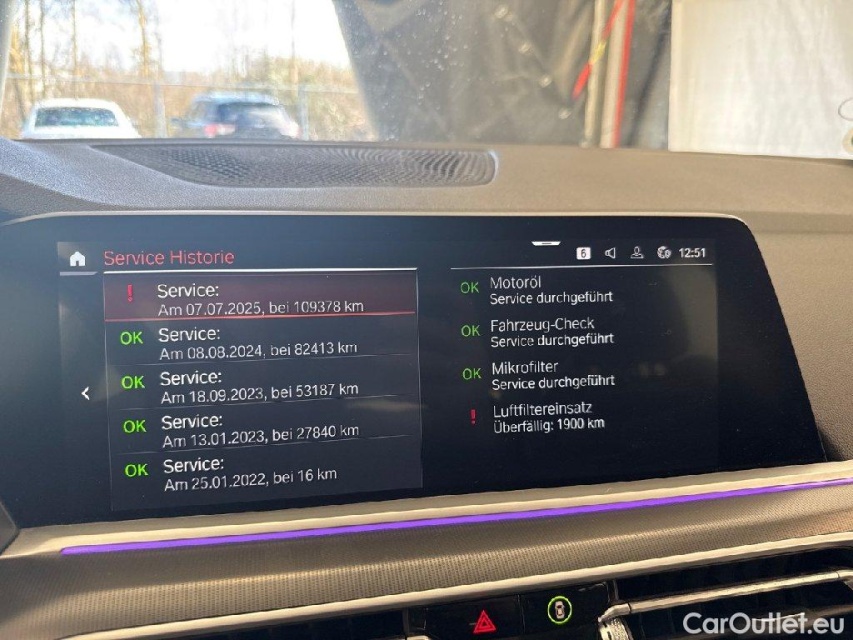 Service Historie
6
12:51
! Service:
Am 07.07.2025, bei 109378 km
OK Service:
Am 08.08.2024, bei 82413 km
OK Service:
Am 18.09.2023, bei 53187 km
OK Service:
Am 13.01.2023, bei 27840 km
OK Service:
Am 25.01.2022, bei 16 km
OK Motoröl
Service durchgeführt
OK Fahrzeug-Check
Service durchgeführt
OK Mikrofilter
Service durchgeführt
! Luftfiltereinsatz
Überfällig: 1900 km
CarOutlet.eu